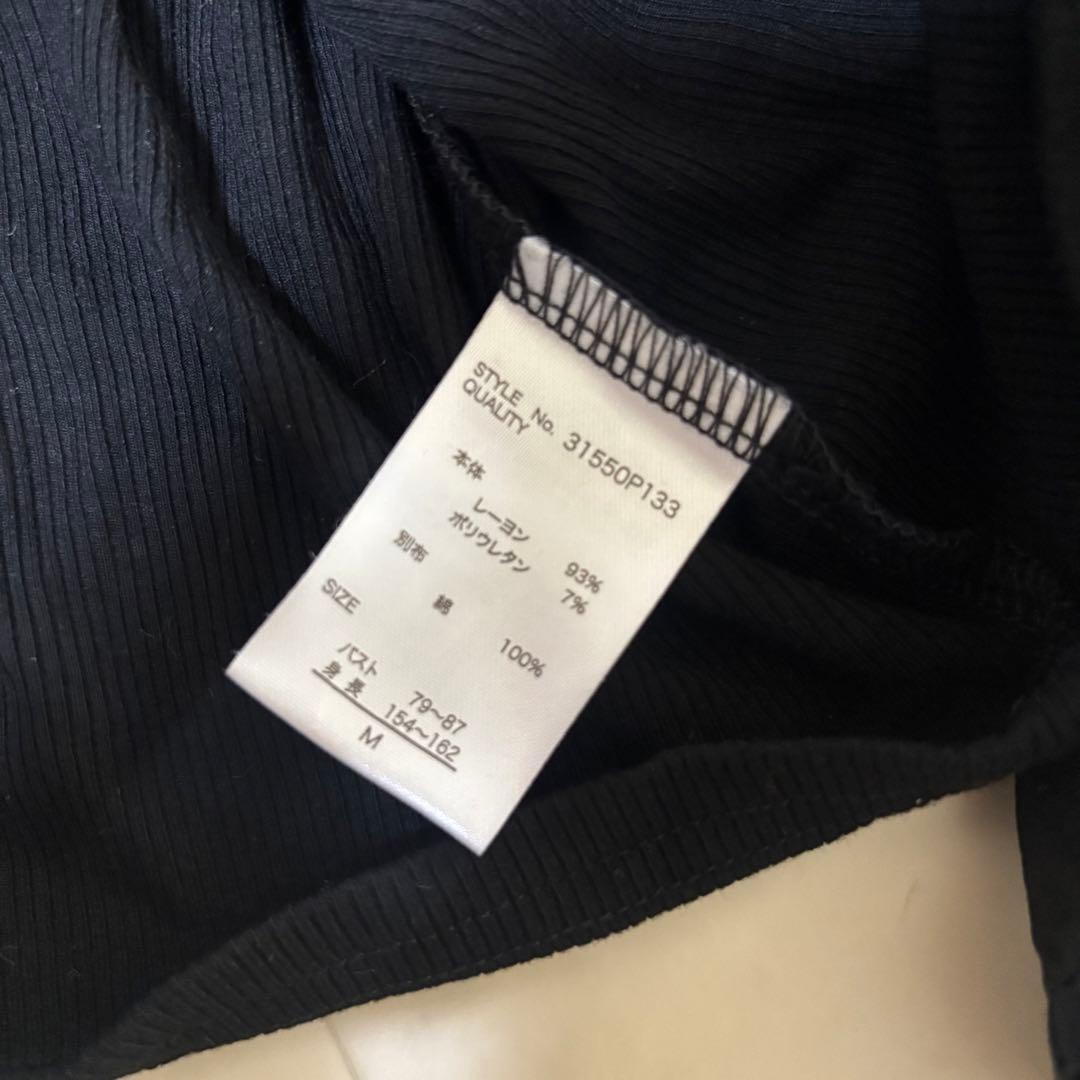 STYLE No. 31550P133
QUALITY
本体
レーヨン 93%
ポリウレタン 7%
別布
綿 100%
SIZE
バスト 79〜87
身長 154〜162
M